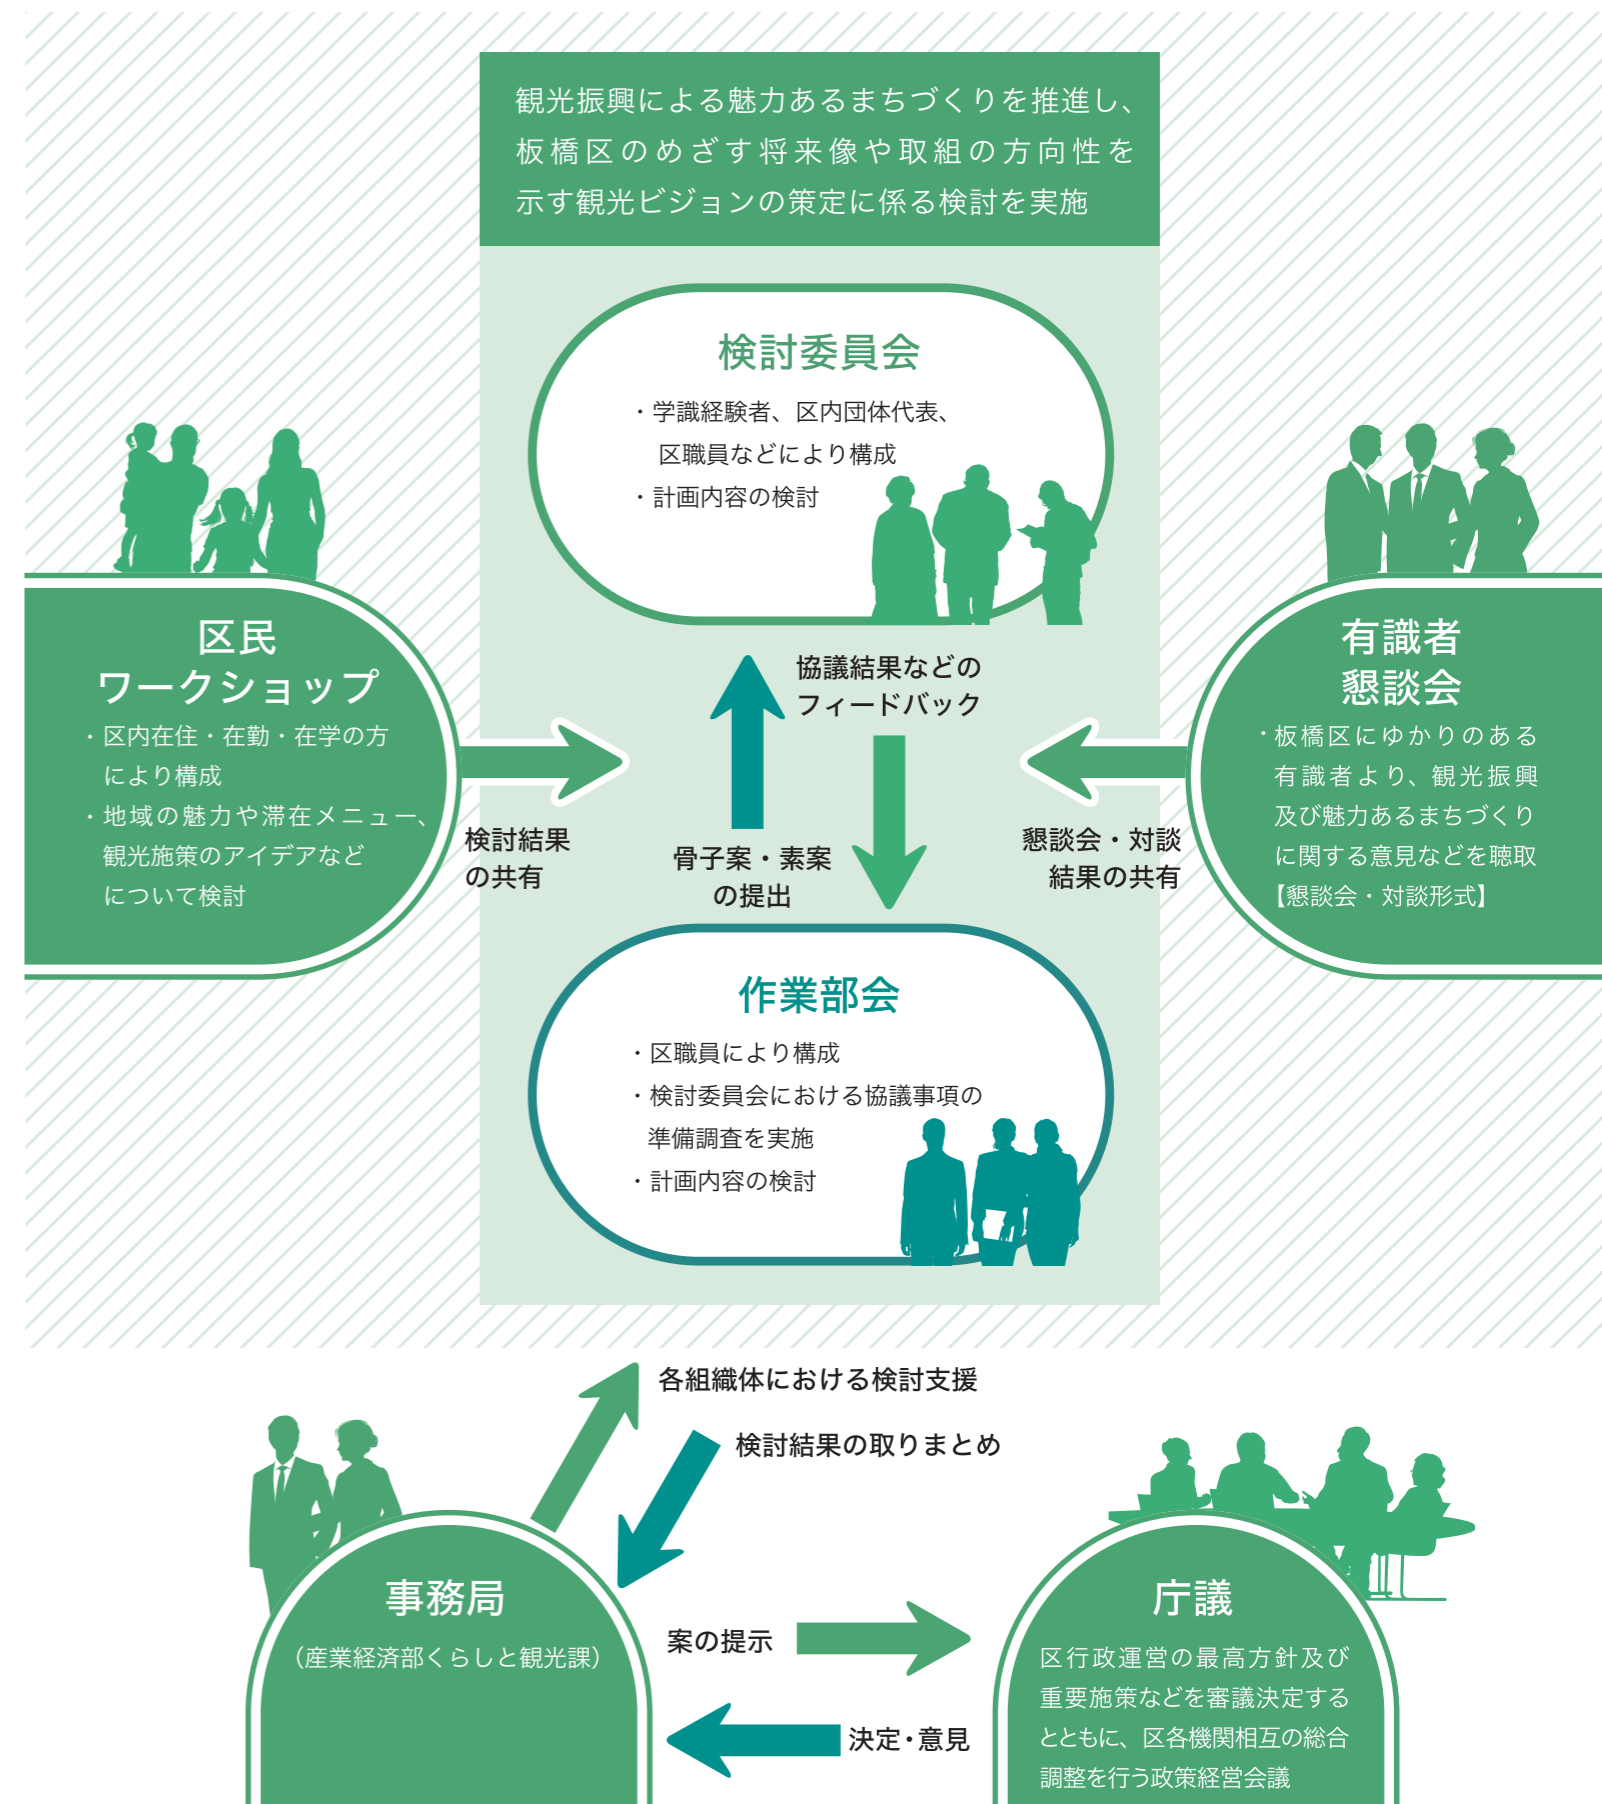 観光振興による魅力あるまちづくりを推進し、
板橋区のめざす将来像や取組の方向性を
示す観光ビジョンの策定に係る検討を実施
検討委員会
・学識経験者、区内団体代表、
区職員などにより構成
・計画内容の検討
区民
ワークショップ
・区内在住・在勤・在学の方
により構成
・地域の魅力や滞在メニュー、
観光施策のアイデアなど
について検討
検討結果
の共有
協議結果などの
フィードバック
骨子案・素案
の提出
有識者
懇談会
・板橋区にゆかりのある
有識者より、観光振興
及び魅力あるまちづくり
に関する意見などを聴取
【懇談会・対談形式】
懇談会・対談
結果の共有
作業部会
・区職員により構成
・検討委員会における協議事項の
準備調査を実施
・計画内容の検討
各組織体における検討支援
検討結果の取りまとめ
事務局
（産業経済部くらしと観光課）
案の提示
決定・意見
庁議
区行政運営の最高方針及び
重要施策などを審議決定する
とともに、区各機関相互の総合
調整を行う政策経営会議